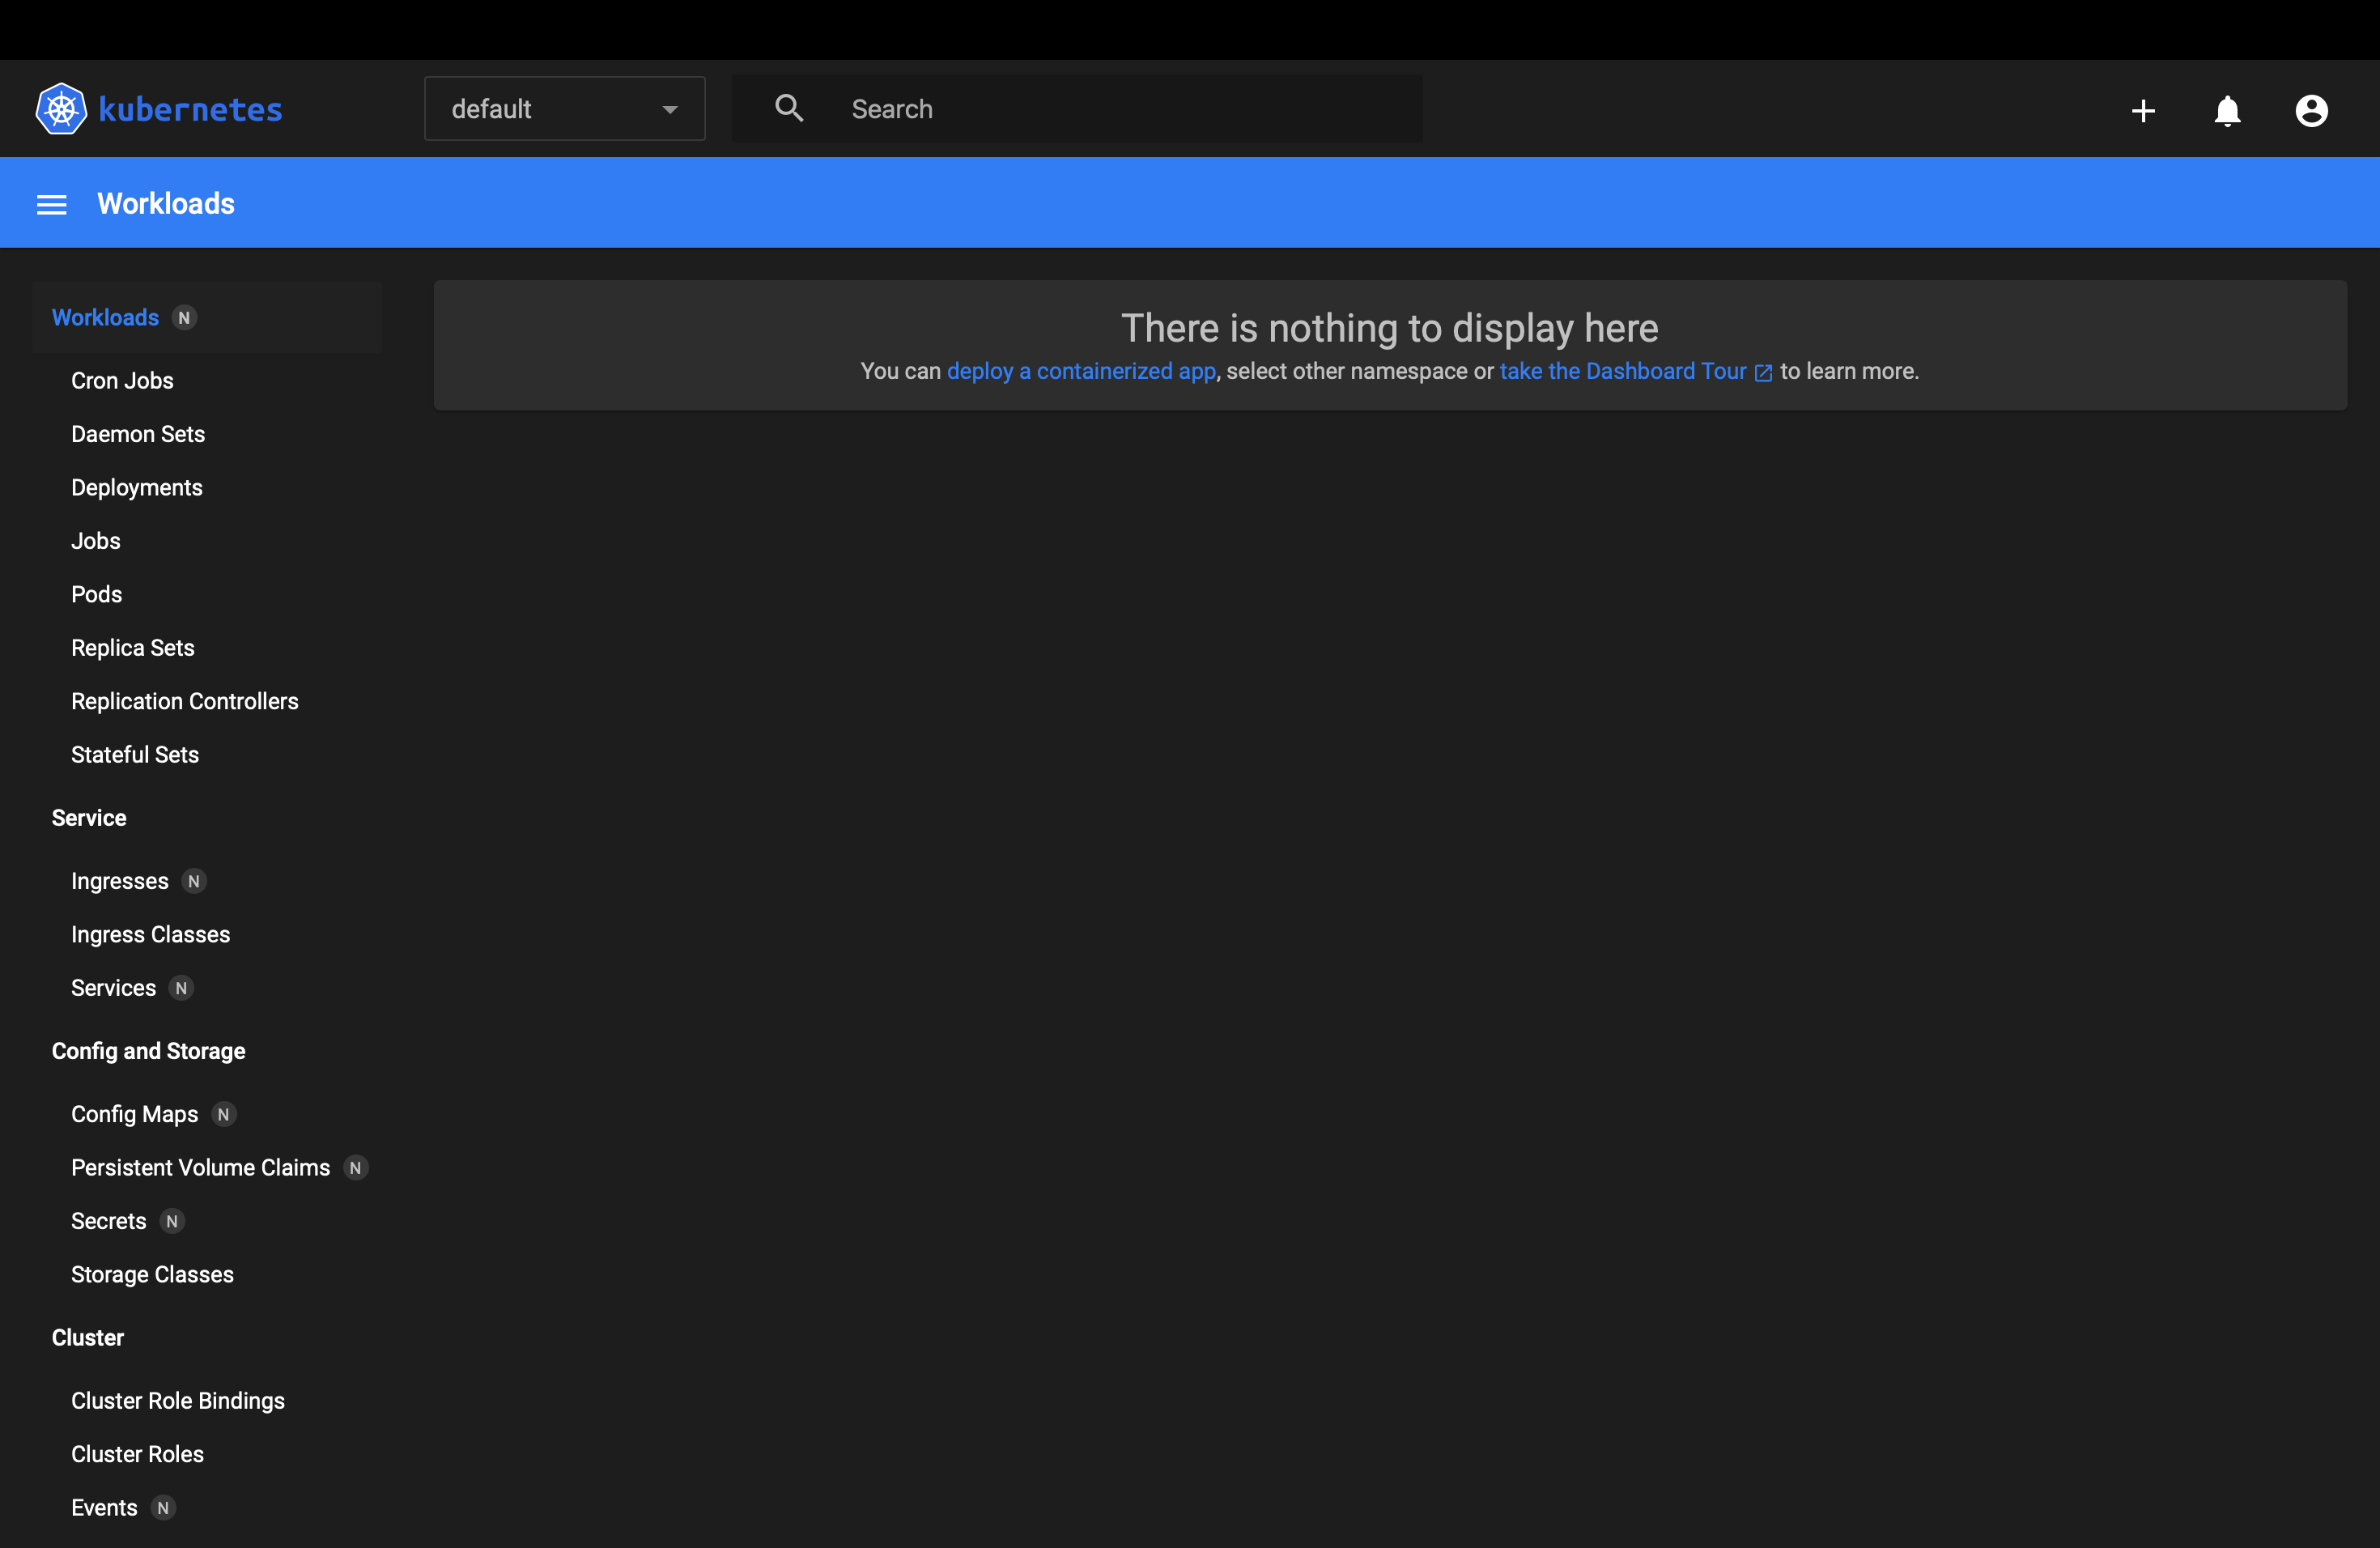 kubernetes
default
Search
Workloads
Workloads N
Cron Jobs
Daemon Sets
Deployments
Jobs
Pods
Replica Sets
Replication Controllers
Stateful Sets
Service
Ingresses N
Ingress Classes
Services N
Config and Storage
Config Maps N
Persistent Volume Claims N
Secrets N
Storage Classes
Cluster
Cluster Role Bindings
Cluster Roles
Events N
There is nothing to display here
You can deploy a containerized app, select other namespace or take the Dashboard Tour to learn more.